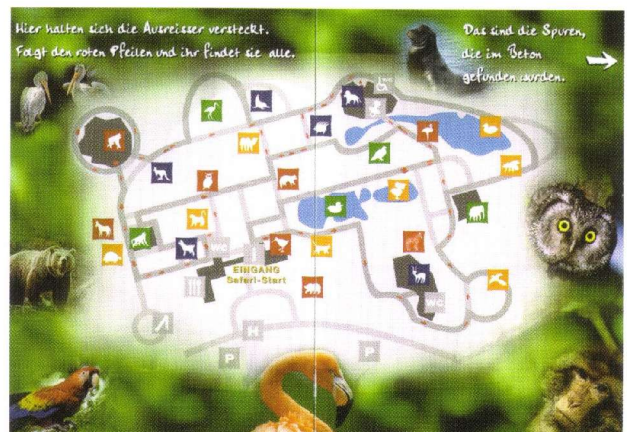 Hier halten sich die Ausreisser versteckt.
Folgt den roten Pfeilen und ihr findet sie alle.
Das sind die Spuren,
die im Beton
gefunden wurden.
WC
i
EINGANG
Safari-Start
WC
H
P
P